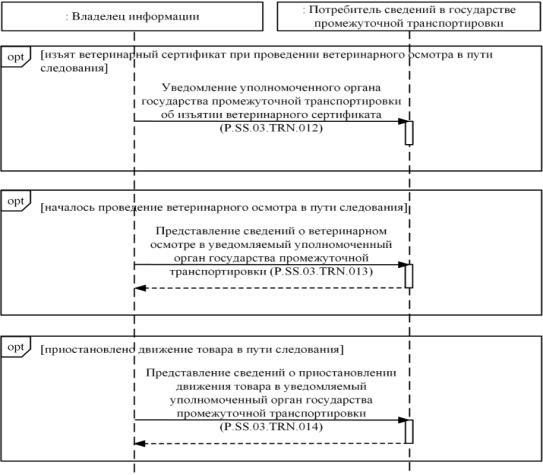 : Владелец информации
: Потребитель сведений в государстве
промежуточной транспортировки
opt
[изъят ветеринарный сертификат при проведении ветеринарного осмотра в пути
следования]
Уведомление уполномоченного органа
государства промежуточной транспортировки
об изъятии ветеринарного сертификата
(P.SS.03.TRN.012)
opt
[началось проведение ветеринарного осмотра в пути следования]
Представление сведений о ветеринарном
осмотре в уведомляемый уполномоченный
орган государства промежуточной
транспортировки (P.SS.03.TRN.013)
opt
[приостановлено движение товара в пути следования]
Представление сведений о приостановлении
движения товара в уведомляемый
уполномоченный орган государства
промежуточной транспортировки
(P.SS.03.TRN.014)